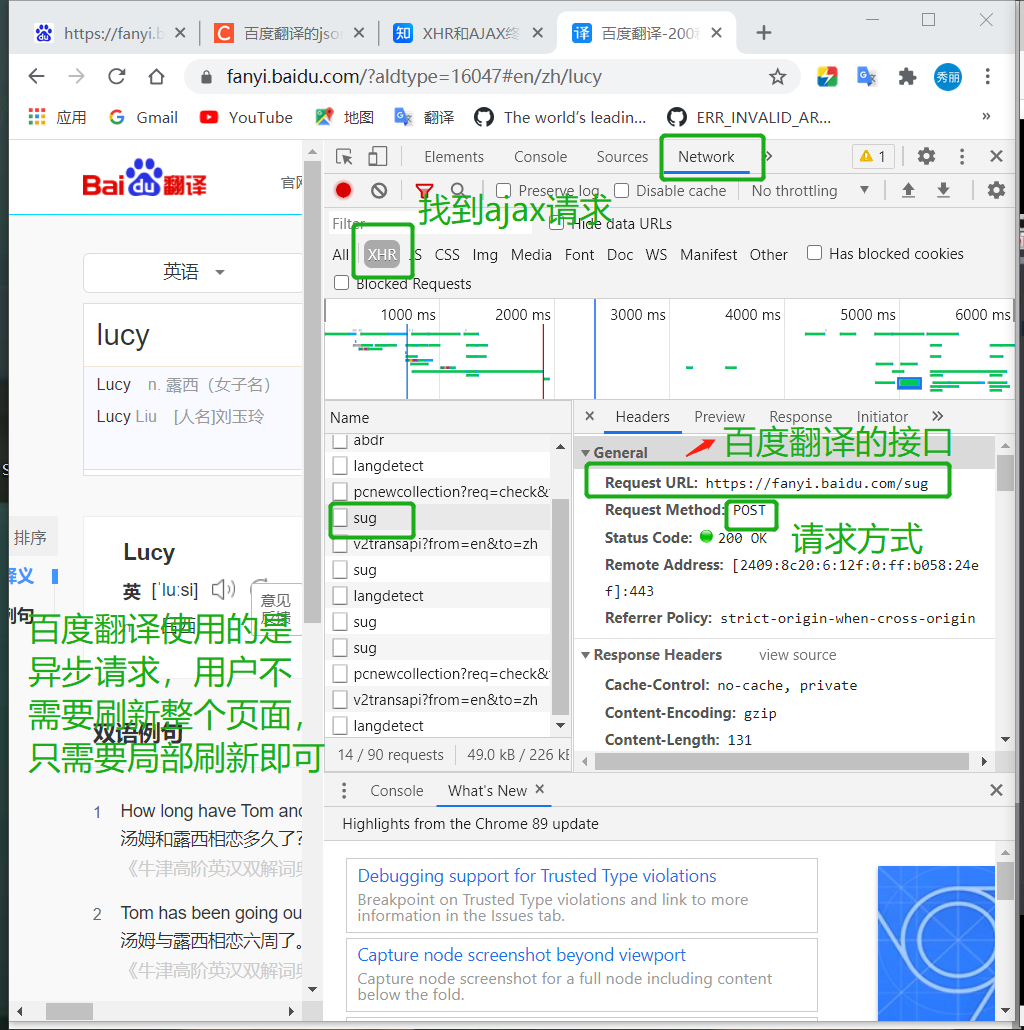 https://fanyi.b
百度翻译的jso
XHR和AJAX终
百度翻译-200
fanyi.baidu.com/?aldtype=16047#en/zh/lucy
秀丽
应用
Gmail
YouTube
地图
翻译
The world's leadin...
ERR_INVALID_AR...
»
Bai du 翻译
官网
Elements
Console
Sources
Network
1
Preserve log
Disable cache
No throttling
找到ajax请求
Filter
Hide data URLs
All
XHR
JS
CSS
Img
Media
Font
Doc
WS
Manifest
Other
Has blocked cookies
Blocked Requests
英语
lucy
Lucy n. 露西（女子名）
Lucy Liu [人名]刘玉玲
1000 ms
2000 ms
3000 ms
4000 ms
5000 ms
6000 ms
Name
abdr
langdetect
pcnewcollection?req=check&
sug
v2transapi?from=en&to=zh
sug
langdetect
sug
sug
pcnewcollection?req=check&
v2transapi?from=en&to=zh
langdetect
14 / 90 requests
49.0 kB / 226 kE
Headers
Preview
Response
Initiator
百度翻译的接口
General
Request URL: https://fanyi.baidu.com/sug
Request Method: POST
请求方式
Status Code: 200 OK
Remote Address: [2409:8c20:6:12f:0:ff:b058:24e
f]:443
Referrer Policy: strict-origin-when-cross-origin
Response Headers
view source
Cache-Control: no-cache, private
Content-Encoding: gzip
Content-Length: 131
排序
释义
例句
Lucy
英 [ˈluːsi]
意见
反馈
百度翻译使用的是
异步请求，用户不
需要刷新整个页面，
只需要局部刷新即可
双语例句
1 How long have Tom and
汤姆和露西相恋多久了?
《牛津高阶英汉双解词典
2 Tom has been going ou
汤姆与露西相恋六周了。
《牛津高阶英汉双解词典
Console
What's New
Highlights from the Chrome 89 update
Debugging support for Trusted Type violations
Breakpoint on Trusted Type violations and link to more
information in the Issues tab.
Capture node screenshot beyond viewport
Capture node screenshot for a full node including content
below the fold.